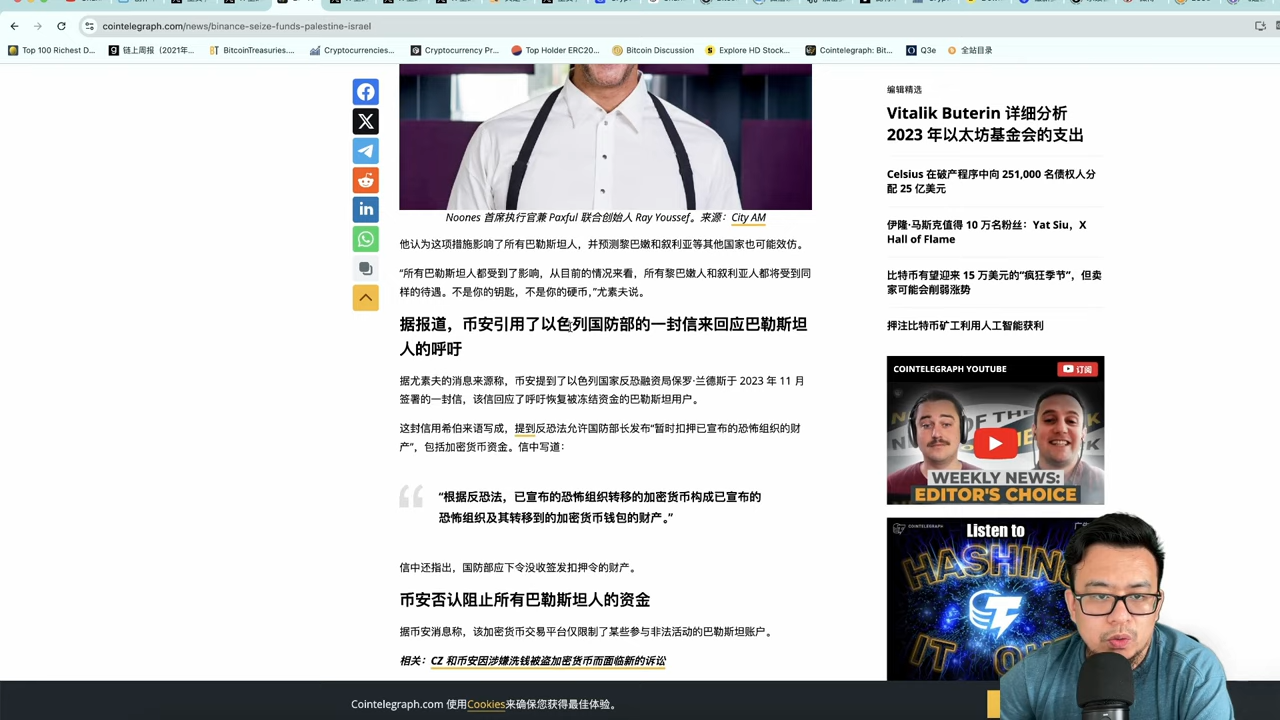 cointelegraph.com/news/binance-seize-funds-palestine-israel
Top 100 Richest D...
链上周报（2021年...
BitcoinTreasuries....
Cryptocurrencies...
Cryptocurrency Pr...
Top Holder ERC20...
Bitcoin Discussion
Explore HD Stock...
Cointelegraph: Bit...
Q3e
全站目录
Noones 首席执行官兼 Paxful 联合创始人 Ray Youssef。来源：City AM
他认为这项措施影响了所有巴勒斯坦人，并预测黎巴嫩和叙利亚等其他国家也可能效仿。
“所有巴勒斯坦人都受到了影响，从目前的情况来看，所有黎巴嫩人和叙利亚人都将受到同
样的待遇。不是你的钥匙，不是你的硬币，”尤素夫说。
据报道，币安引用了以色列国防部的一封信来回应巴勒斯坦
人的呼吁
据尤素夫的消息来源称，币安提到了以色列国家反恐融资局保罗·兰德斯于 2023 年 11 月
签署的一封信，该信回应了呼吁恢复被冻结资金的巴勒斯坦用户。
这封信用希伯来语写成，提到反恐法允许国防部长发布“暂时扣押已宣布的恐怖组织的财
产”，包括加密货币资金。信中写道：
“根据反恐法，已宣布的恐怖组织转移的加密货币构成已宣布的
恐怖组织及其转移到的加密货币钱包的财产。”
信中还指出，国防部应下令没收签发扣押令的财产。
币安否认阻止所有巴勒斯坦人的资金
据币安消息称，该加密货币交易平台仅限制了某些参与非法活动的巴勒斯坦账户。
相关：CZ 和币安因涉嫌洗钱被盗加密货币而面临新的诉讼
编辑精选
Vitalik Buterin 详细分析
2023 年以太坊基金会的支出
Celsius 在破产程序中向 251,000 名债权人分
配 25 亿美元
伊隆·马斯克值得 10 万名粉丝：Yat Siu，X
Hall of Flame
比特币有望迎来 15 万美元的“疯狂季节”，但卖
家可能会削弱涨势
押注比特币矿工利用人工智能获利
COINTELEGRAPH YOUTUBE
订阅
WEEKLY NEWS:
EDITOR'S CHOICE
COINTELEGRAPH
Listen to
HASHING
IT OUT
Cointelegraph.com 使用Cookies来确保您获得最佳体验。